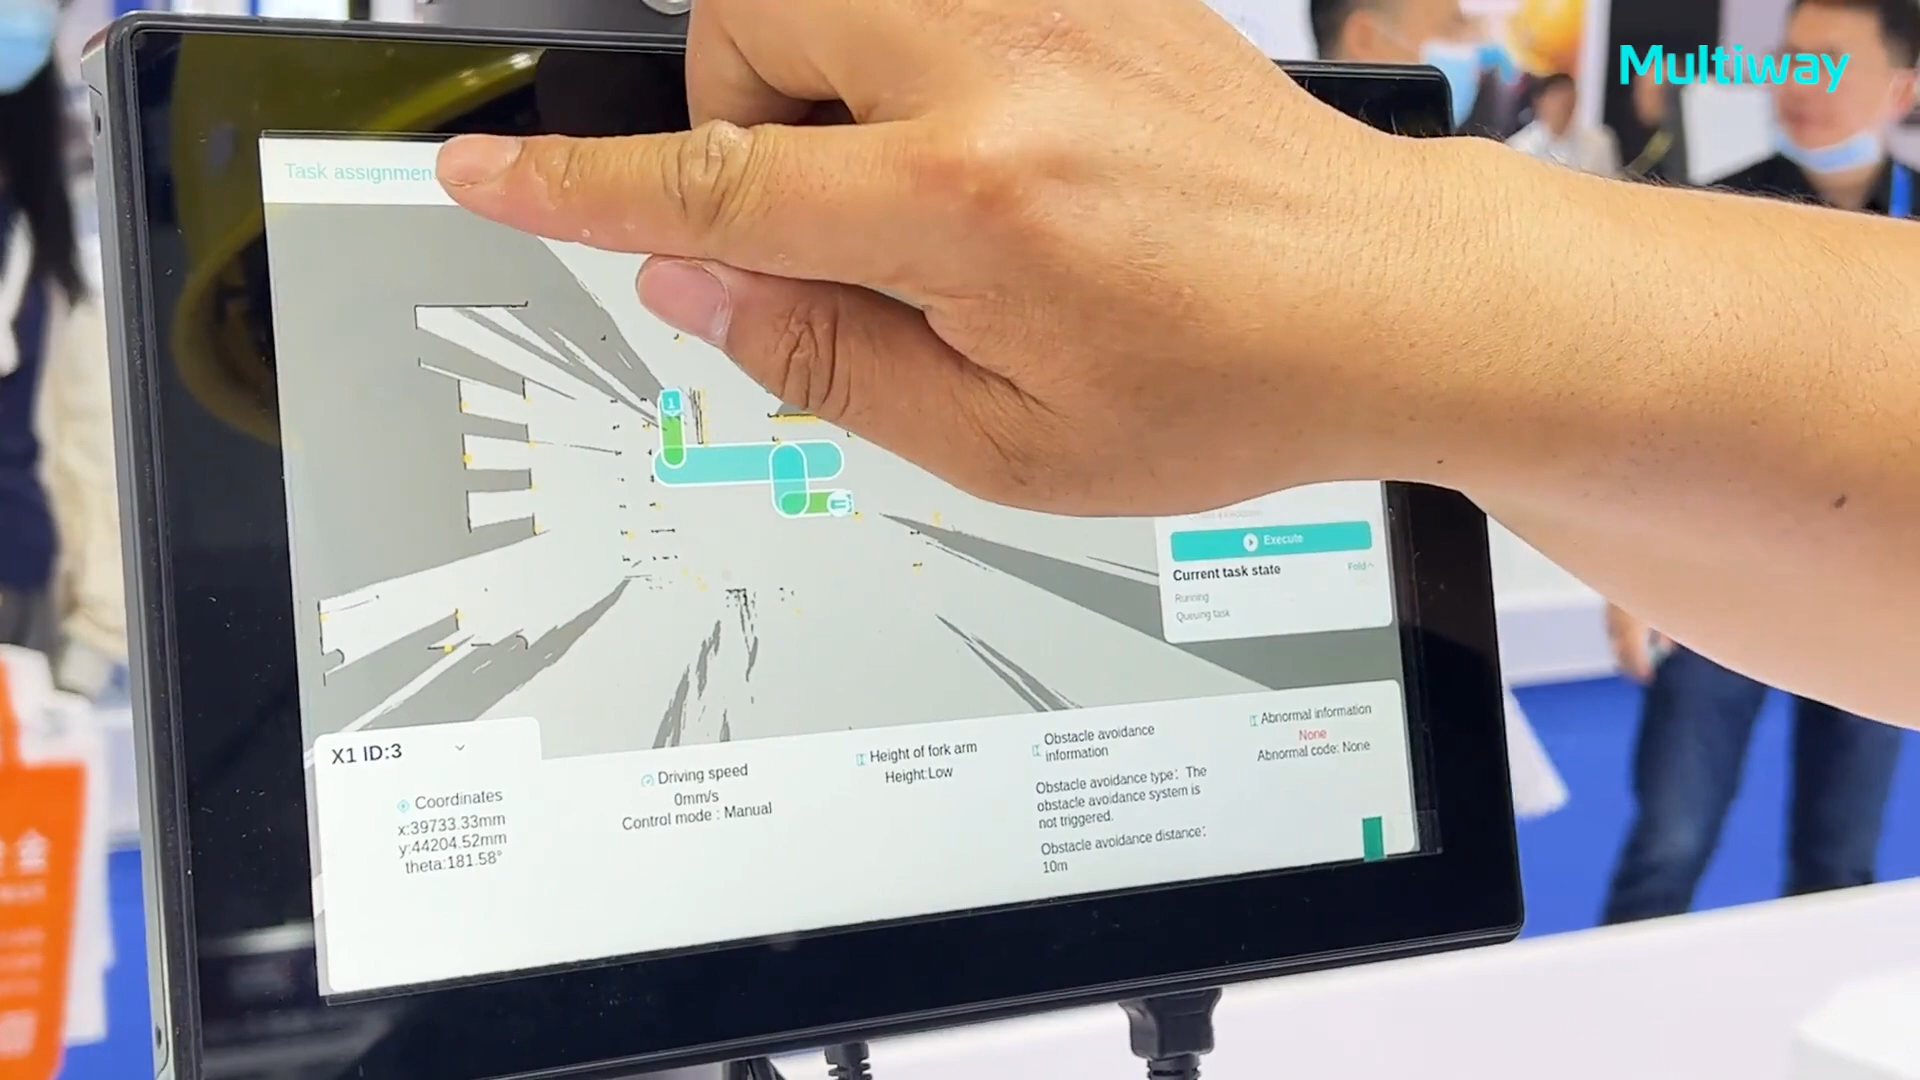 Multiway
Task assignmen
1
Execute
Current task state
Fold
Running
Queuing task
X1 ID:3
Coordinates
x:39733.33mm
y:44204.52mm
theta:181.58°
Driving speed
0mm/s
Control mode : Manual
Height of fork arm
Height:Low
Obstacle avoidance
information
Obstacle avoidance type： The
obstacle avoidance system is
not triggered.
Obstacle avoidance distance：
10m
Abnormal information
None
Abnormal code: None